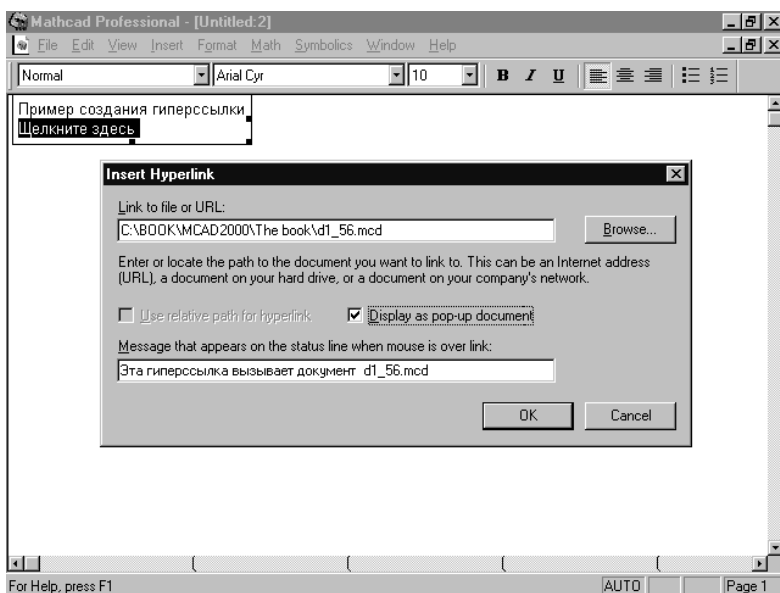 Mathcad Professional - [Untitled:2]
File Edit View Insert Format Math Symbolics Window Help
Normal Arial Cyr 10 B I U
Пример создания гиперссылки
Щелкните здесь
Insert Hyperlink
Link to file or URL:
C:\BOOK\MCAD2000\The book\d1_56.mcd Browse...
Enter or locate the path to the document you want to link to. This can be an Internet address
(URL), a document on your hard drive, or a document on your company's network.
Use relative path for hyperlink Display as pop-up document
Message that appears on the status line when mouse is over link:
Эта гиперссылка вызывает документ d1_56.mcd
OK Cancel
For Help, press F1 AUTO Page 1